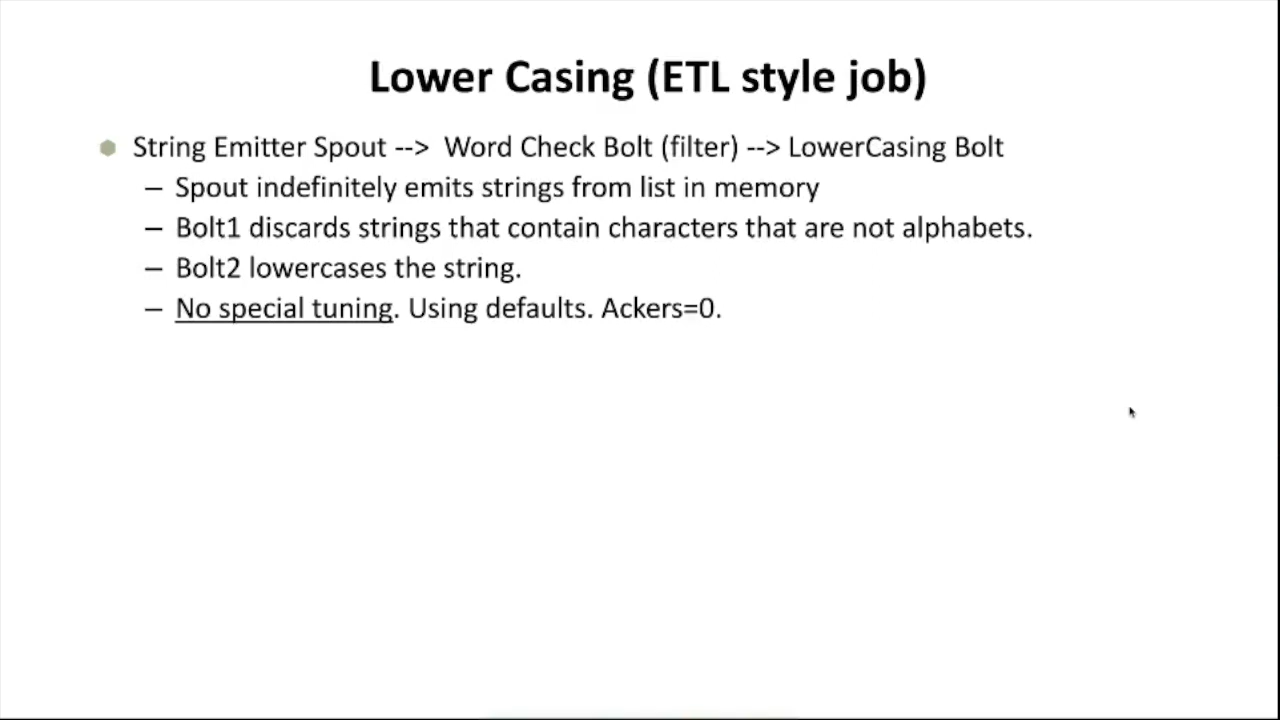 Lower Casing (ETL style job)
String Emitter Spout --> Word Check Bolt (filter) --> LowerCasing Bolt
– Spout indefinitely emits strings from list in memory
– Bolt1 discards strings that contain characters that are not alphabets.
– Bolt2 lowercases the string.
– No special tuning. Using defaults. Ackers=0.